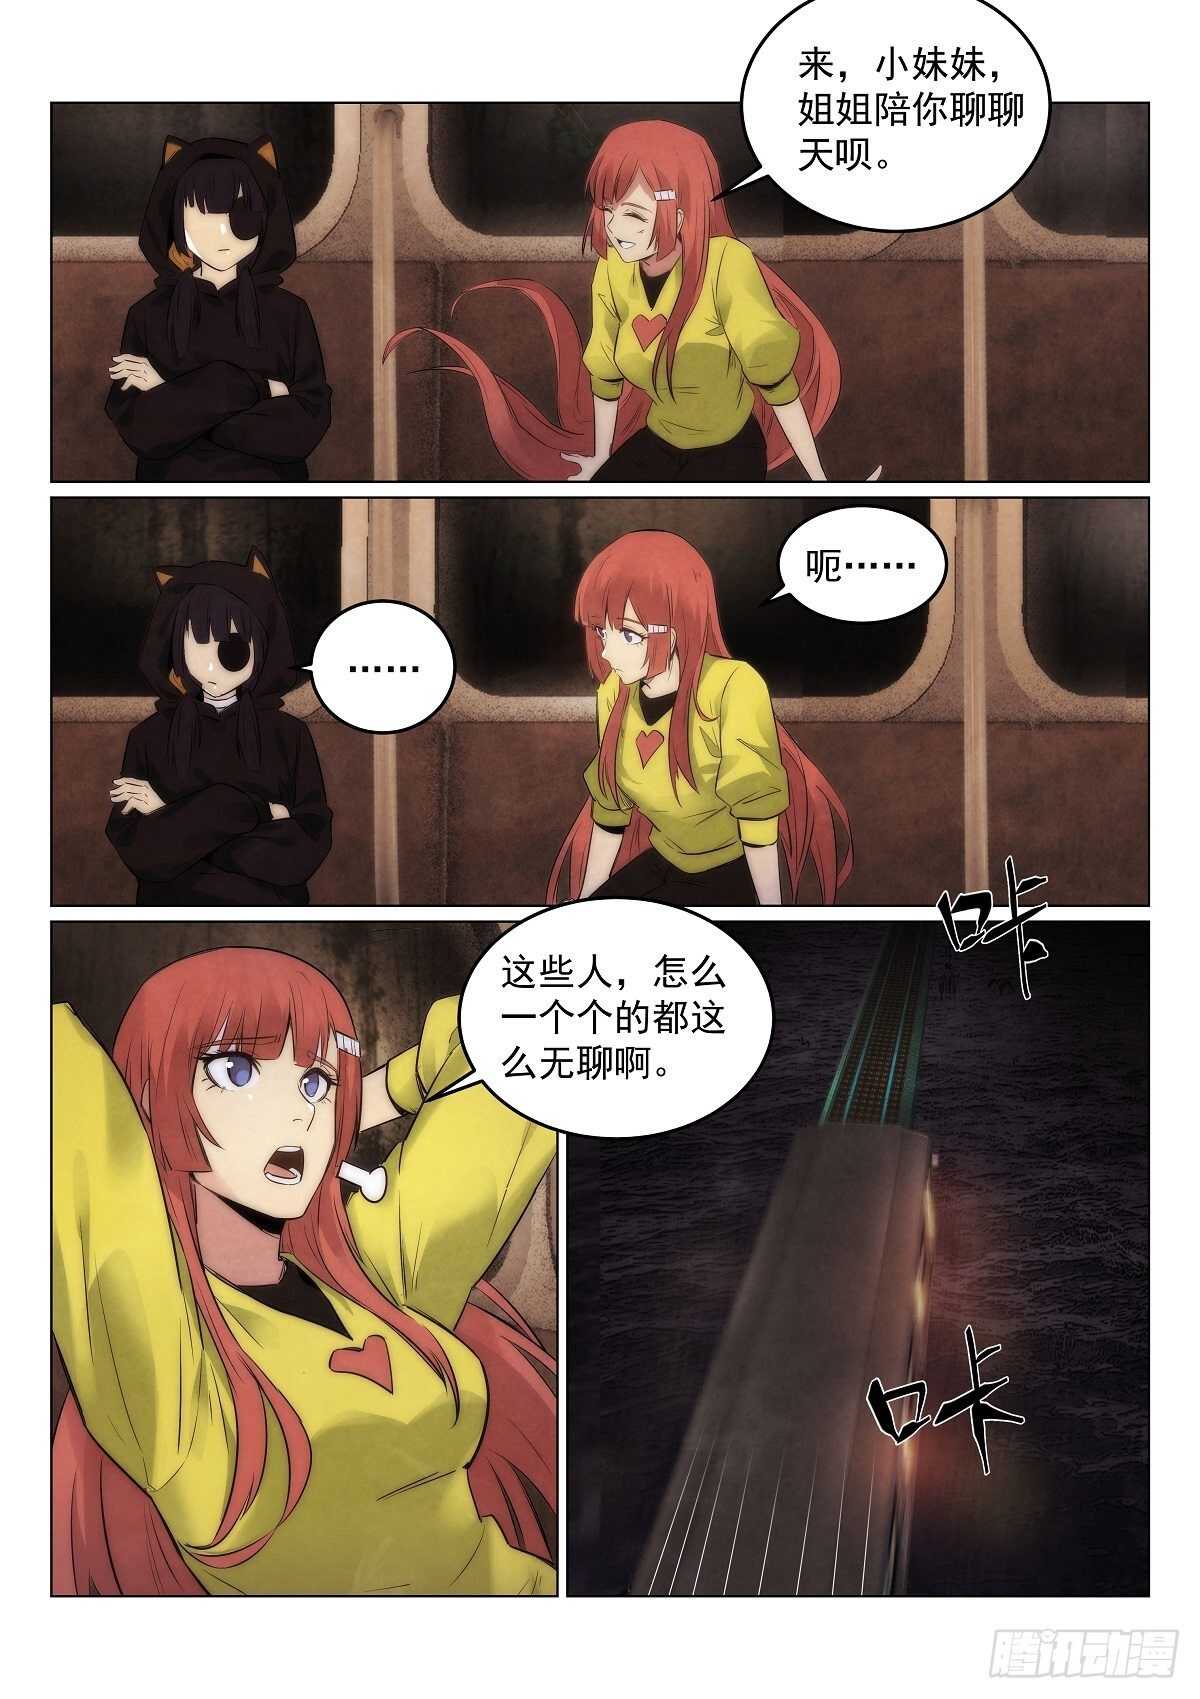 来，小妹妹，
姐姐陪你聊聊
天呗。
呃……
……
咔
这些人，怎么
一个个的都这
么无聊啊。
咔
腾讯动漫